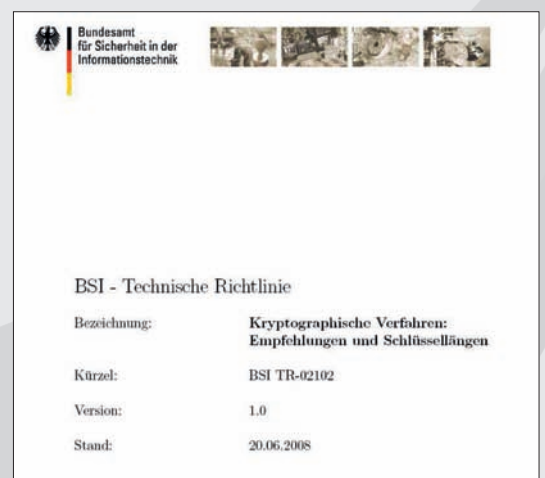 Bundesamt
für Sicherheit in der
Informationstechnik
BSI - Technische Richtlinie
Bezeichnung: Kryptographische Verfahren:
Empfehlungen und Schlüssellängen
Kürzel: BSI TR-02102
Version: 1.0
Stand: 20.06.2008